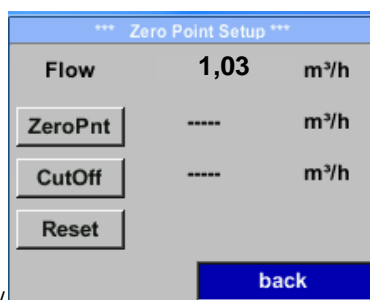 *** Zero Point Setup ***
Flow 1,03 m³/h
ZeroPnt ----- m³/h
CutOff ----- m³/h
Reset
back
/